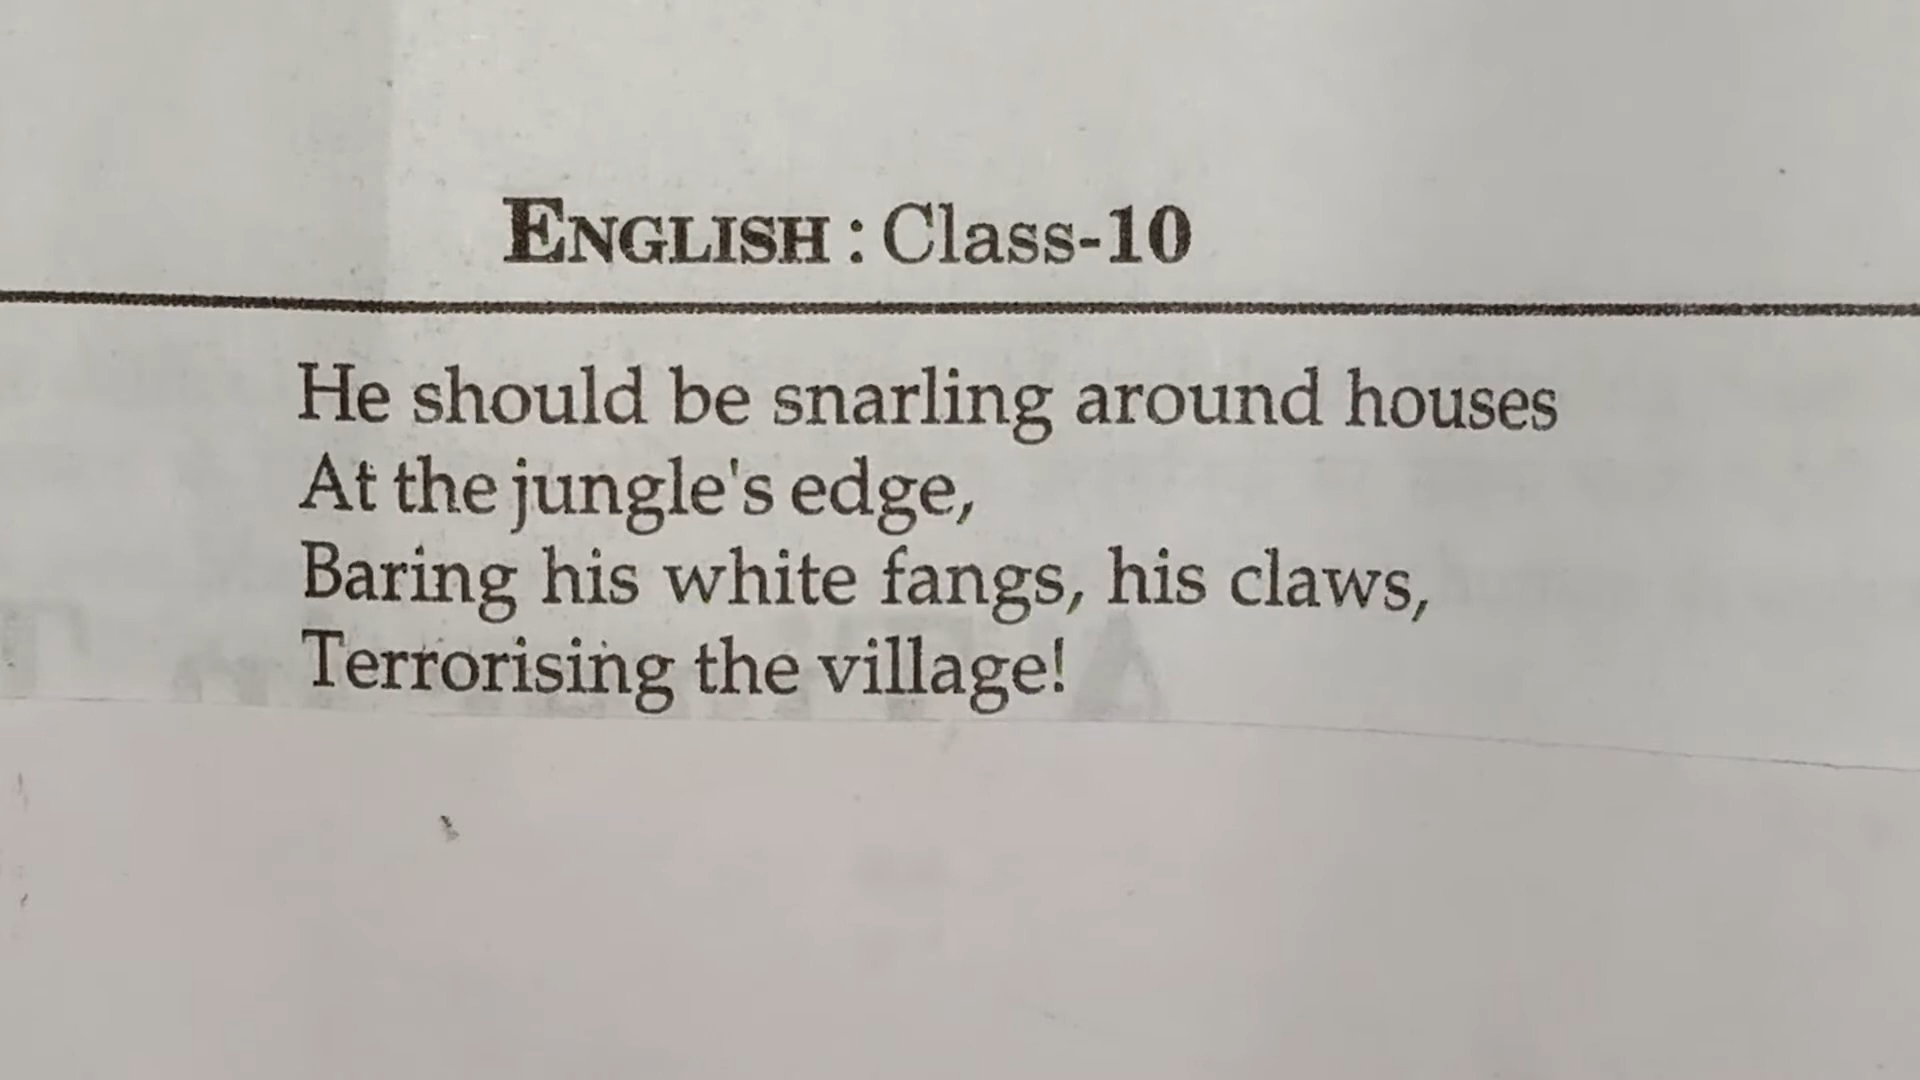 ENGLISH : Class-10
He should be snarling around houses
At the jungle's edge,
Baring his white fangs, his claws,
Terrorising the village!